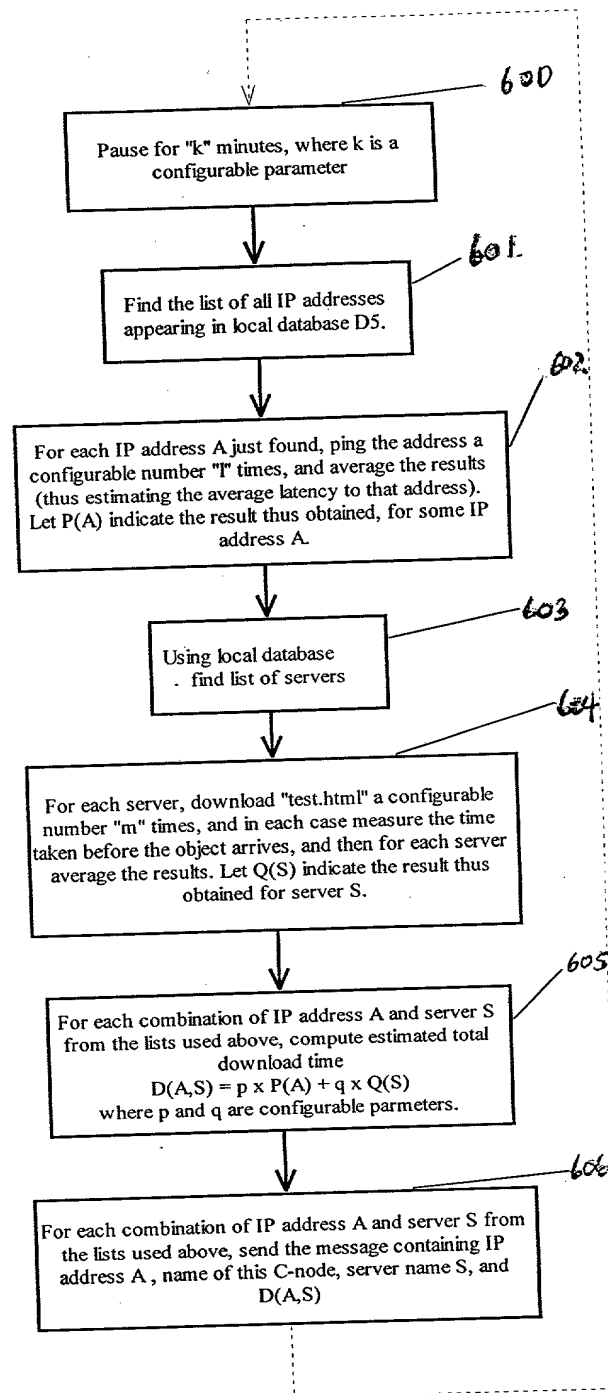 600
Pause for "k" minutes, where k is a
configurable parameter
601
Find the list of all IP addresses
appearing in local database D5.
602
For each IP address A just found, ping the address a
configurable number "l" times, and average the results
(thus estimating the average latency to that address).
Let P(A) indicate the result thus obtained, for some IP
address A.
603
Using local database
. find list of servers
604
For each server, download "test.html" a configurable
number "m" times, and in each case measure the time
taken before the object arrives, and then for each server
average the results. Let Q(S) indicate the result thus
obtained for server S.
605
For each combination of IP address A and server S
from the lists used above, compute estimated total
download time
D(A,S) = p x P(A) + q x Q(S)
where p and q are configurable parmeters.
606
For each combination of IP address A and server S from
the lists used above, send the message containing IP
address A , name of this C-node, server name S, and
D(A,S)